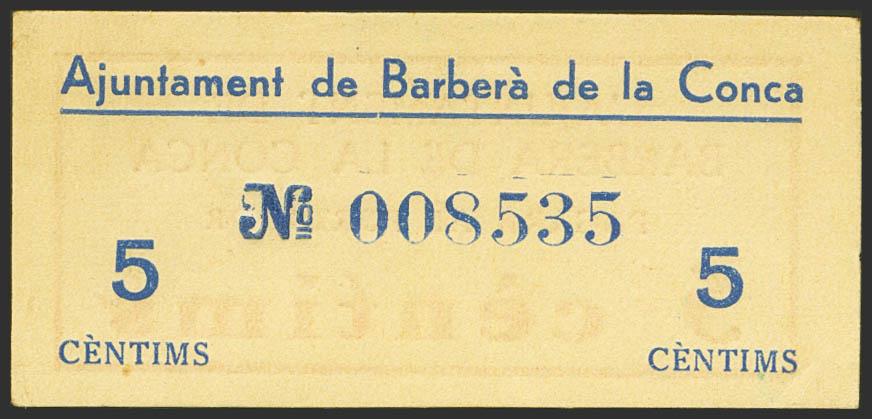 Ajuntament de Barberà de la Conca
Nº 008535
5 5
CÈNTIMS CÈNTIMS